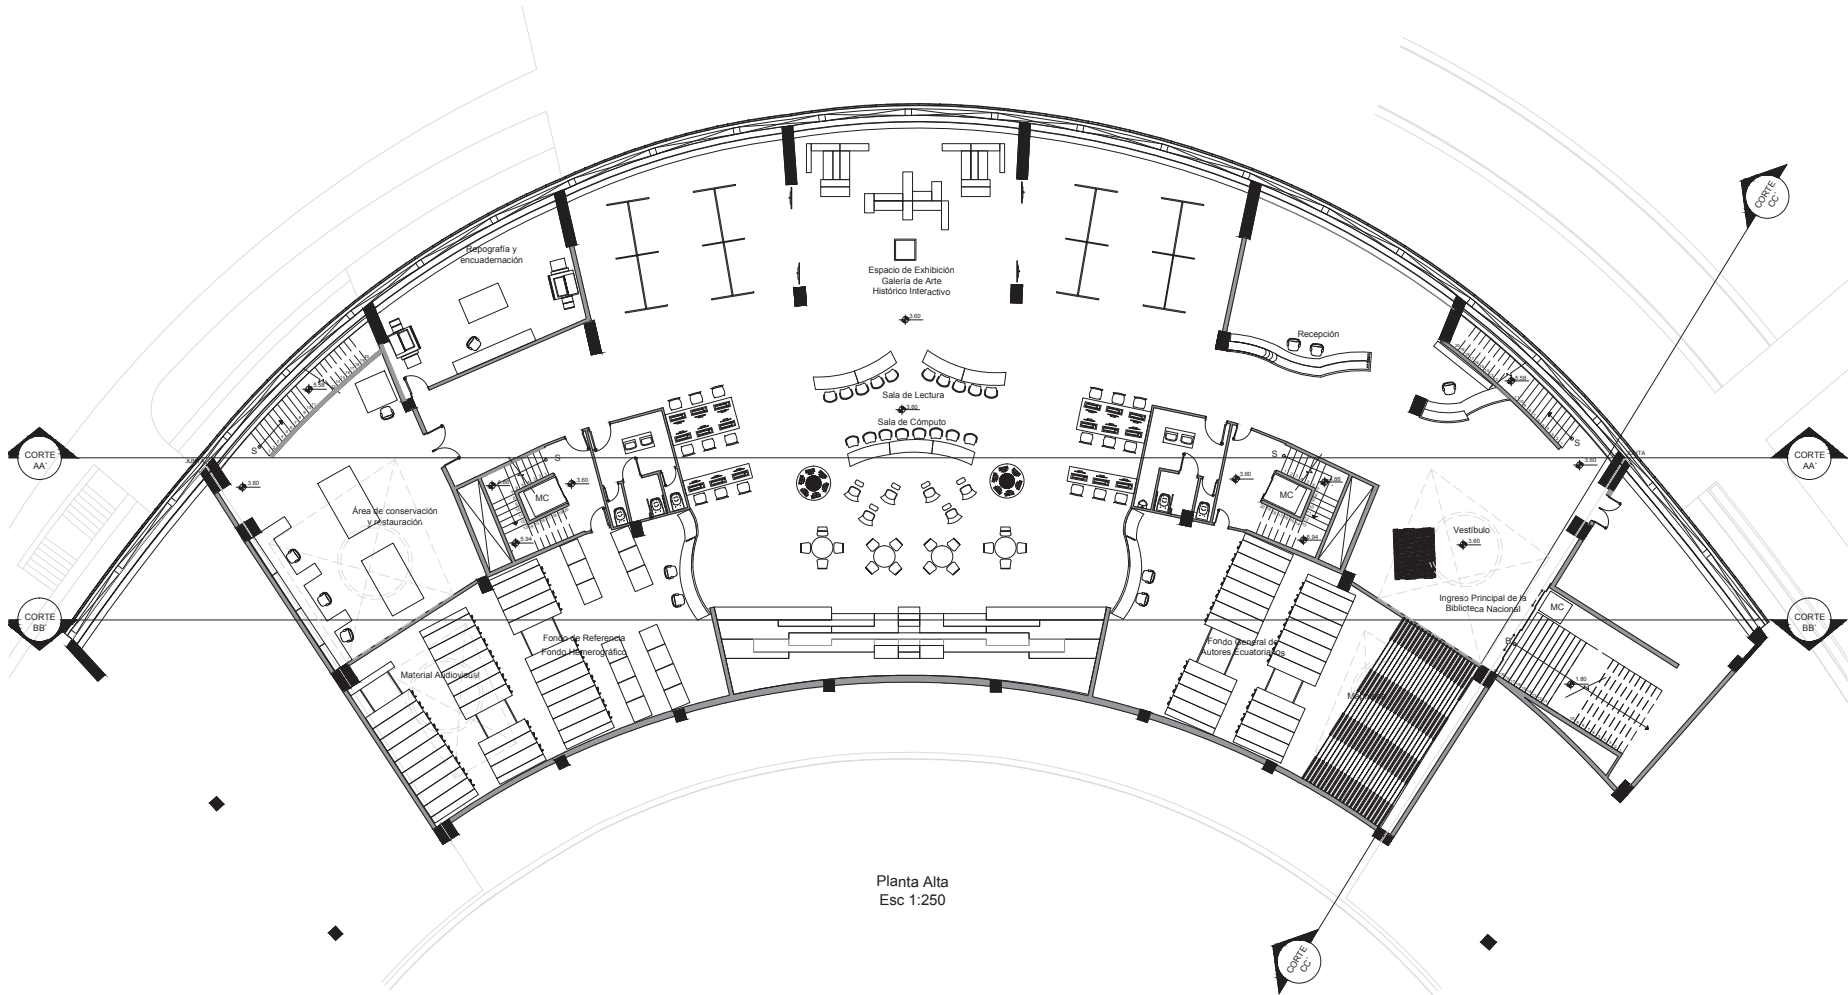 CORTE
CC`
Repografía y
encuadernación
Espacio de Exhibición
Galería de Arte
Histórico Interactivo
3.60
Recepción
5.58
5.58
Sala de Lectura
3.60
Sala de Cómputo
CORTE
AA`
S
S
S
S
CORTE
AA`
3.60
3.60
3.60
3.60
MC
MC
Área de conservación
y restauración
5.94
5.94
Vestíbulo
3.60
CORTE
BB`
Ingreso Principal de la
Biblioteca Nacional
MC
CORTE
BB`
Fondo de Referencia
Fondo Hemerográfico
Fondo General de
Autores Ecuatorianos
B
Material Audiovisual
1.80
Planta Alta
Esc 1:250
CORTE
CC`